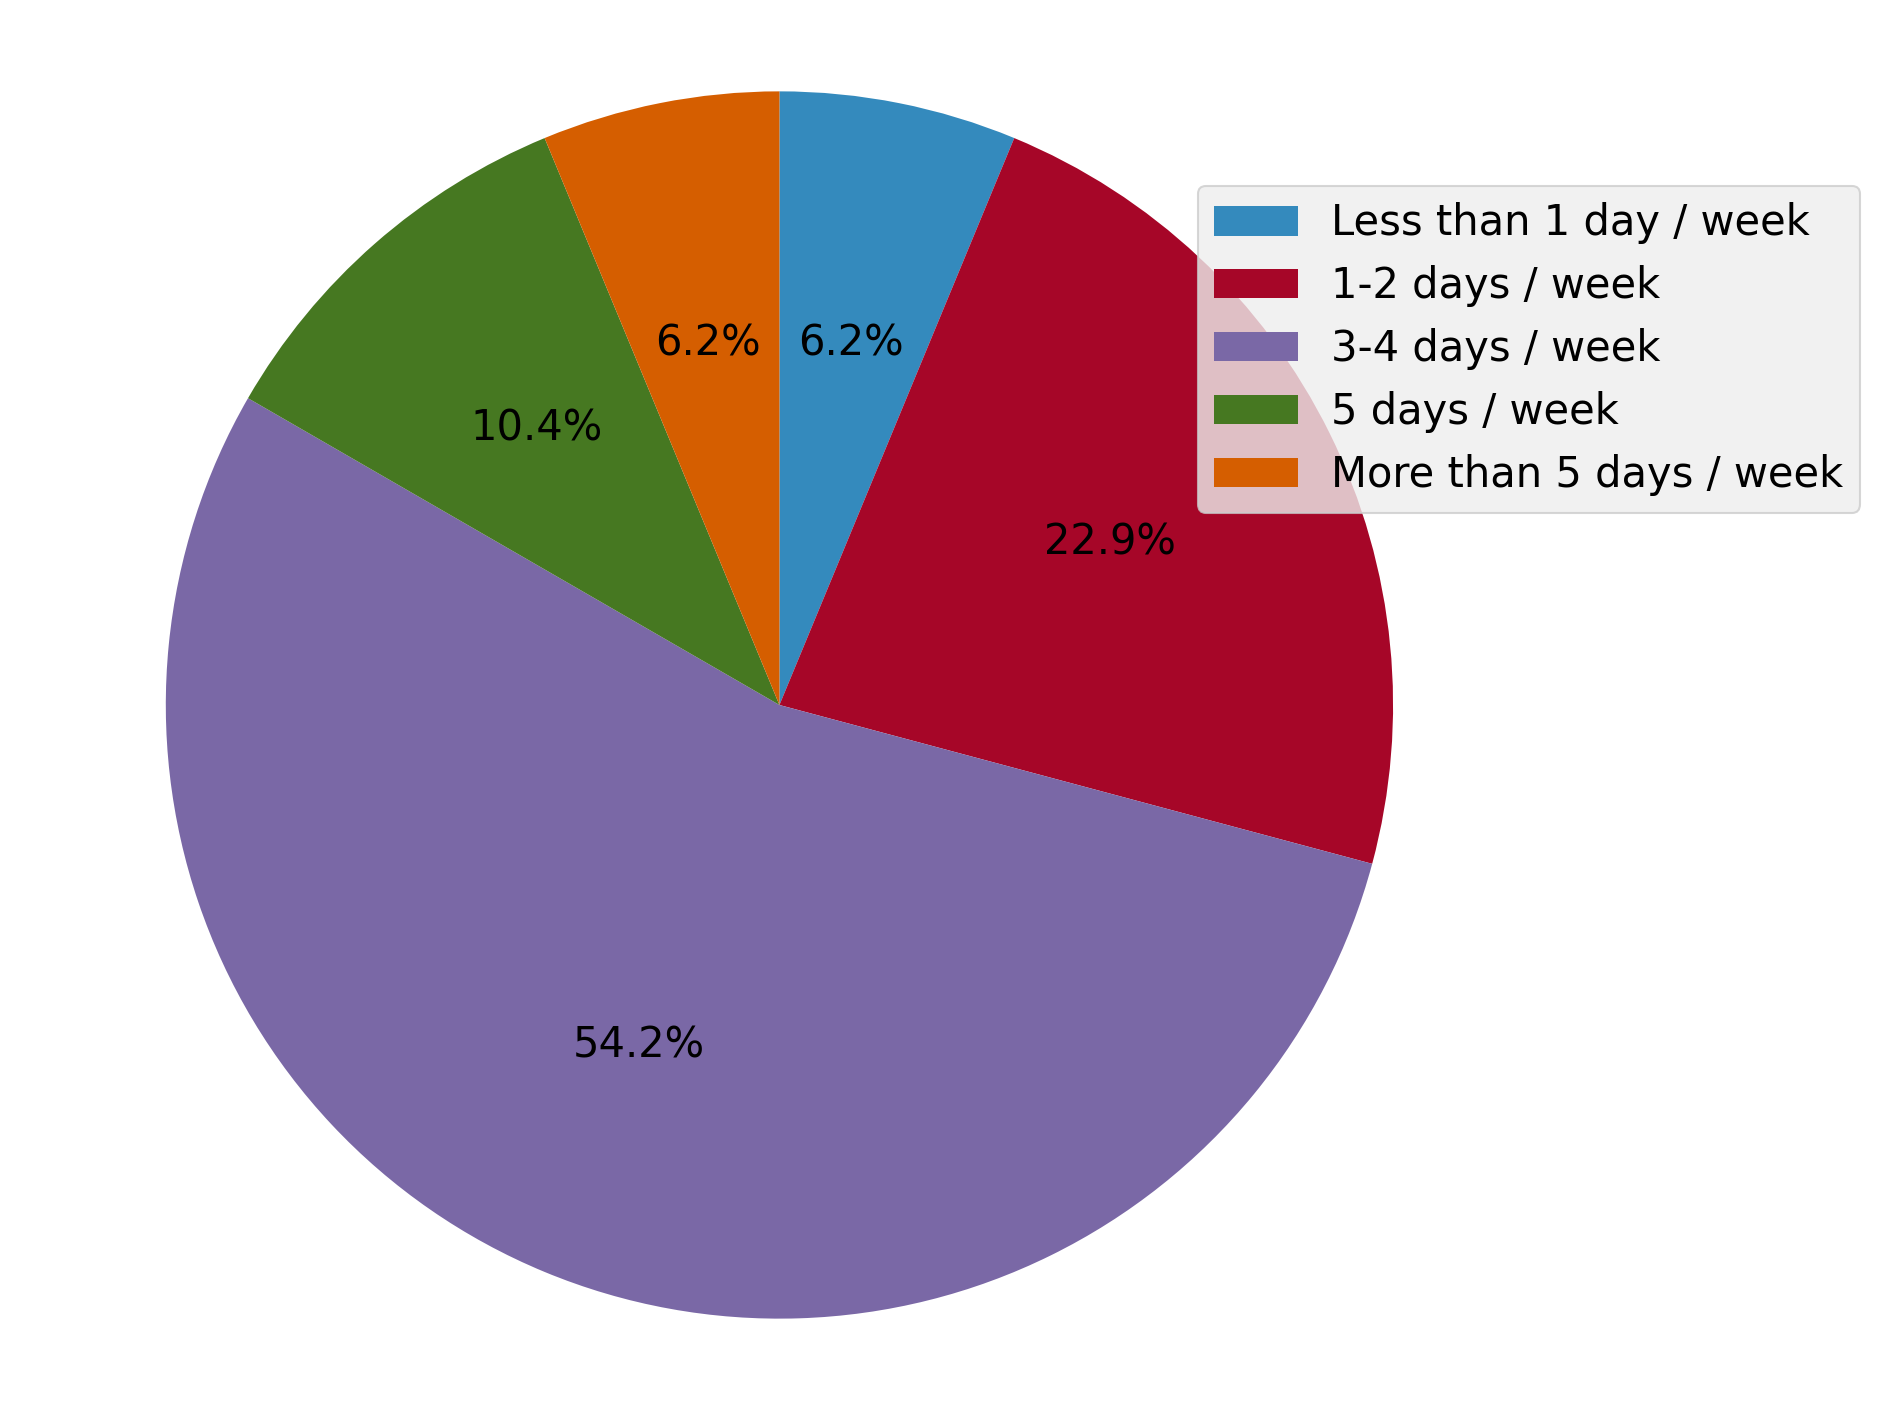 Less than 1 day / week
1-2 days / week
3-4 days / week
5 days / week
More than 5 days / week
6.2%
6.2%
10.4%
22.9%
54.2%